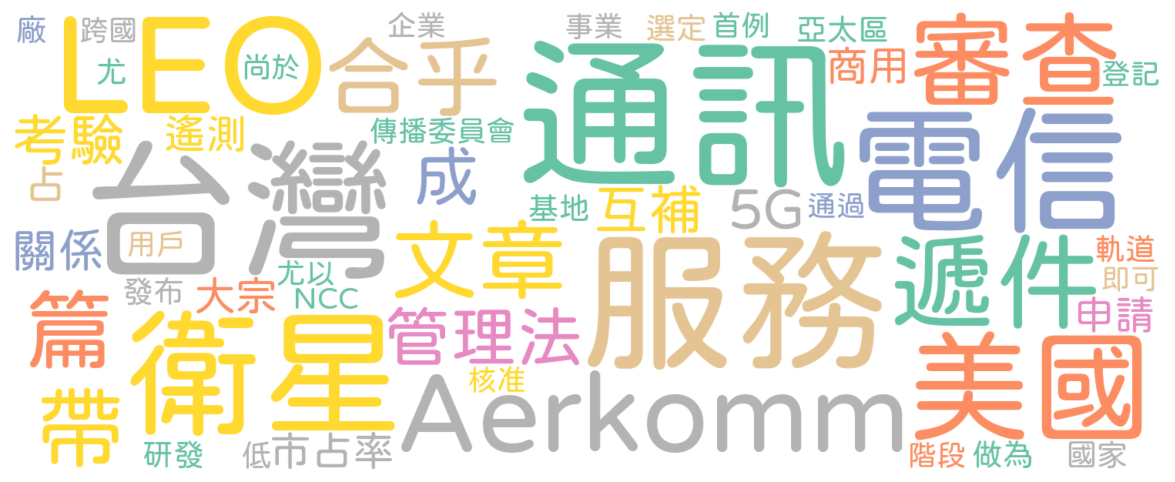 廠
跨國
LEO
企業
事業
選定
首例
亞太區
審查
尤
尚於
合乎
通訊
商用
登記
考驗
遙測
傳播委員會
電信
占
台灣
成
基地
互補
5G
通過
關係
用戶
文章
服務
遞件
軌道
即可
發布
大宗
尤以
NCC
申請
篇
衛星
管理法
美國
帶
Aerkomm
核准
研發
低市占率
階段
做為
國家